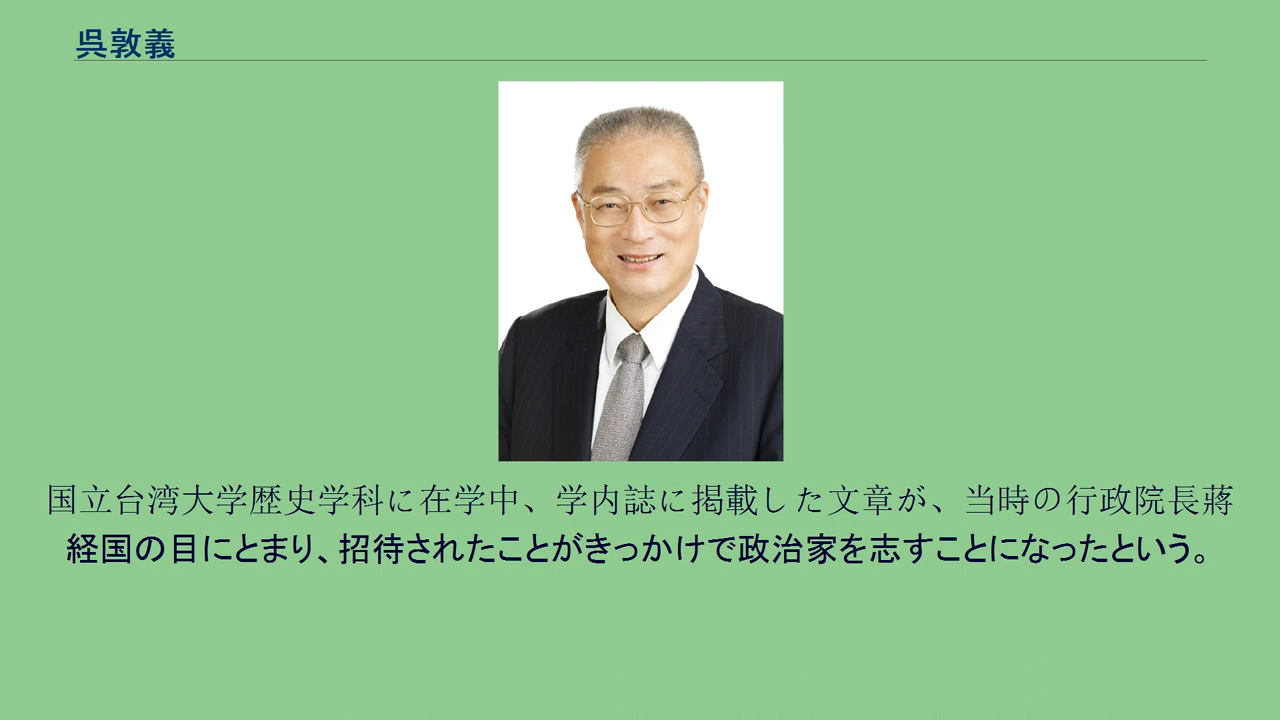 呉敦義
国立台湾大学歴史学科に在学中、学内誌に掲載した文章が、当時の行政院長蔣
経国の目にとまり、招待されたことがきっかけで政治家を志すことになったという。